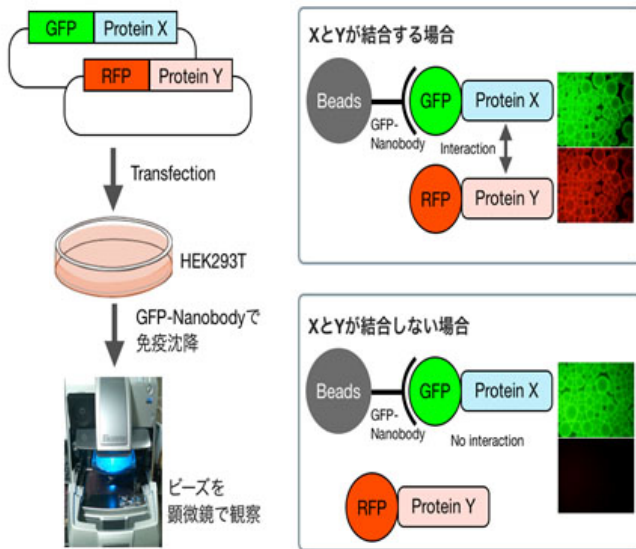 GFP
Protein X
RFP
Protein Y
Transfection
HEK293T
GFP-Nanobodyで
免疫沈降
ビーズを
顕微鏡で観察
XとYが結合する場合
Beads
GFP-
Nanobody
GFP
Protein X
Interaction
RFP
Protein Y
XとYが結合しない場合
Beads
GFP-
Nanobody
GFP
Protein X
No interaction
RFP
Protein Y